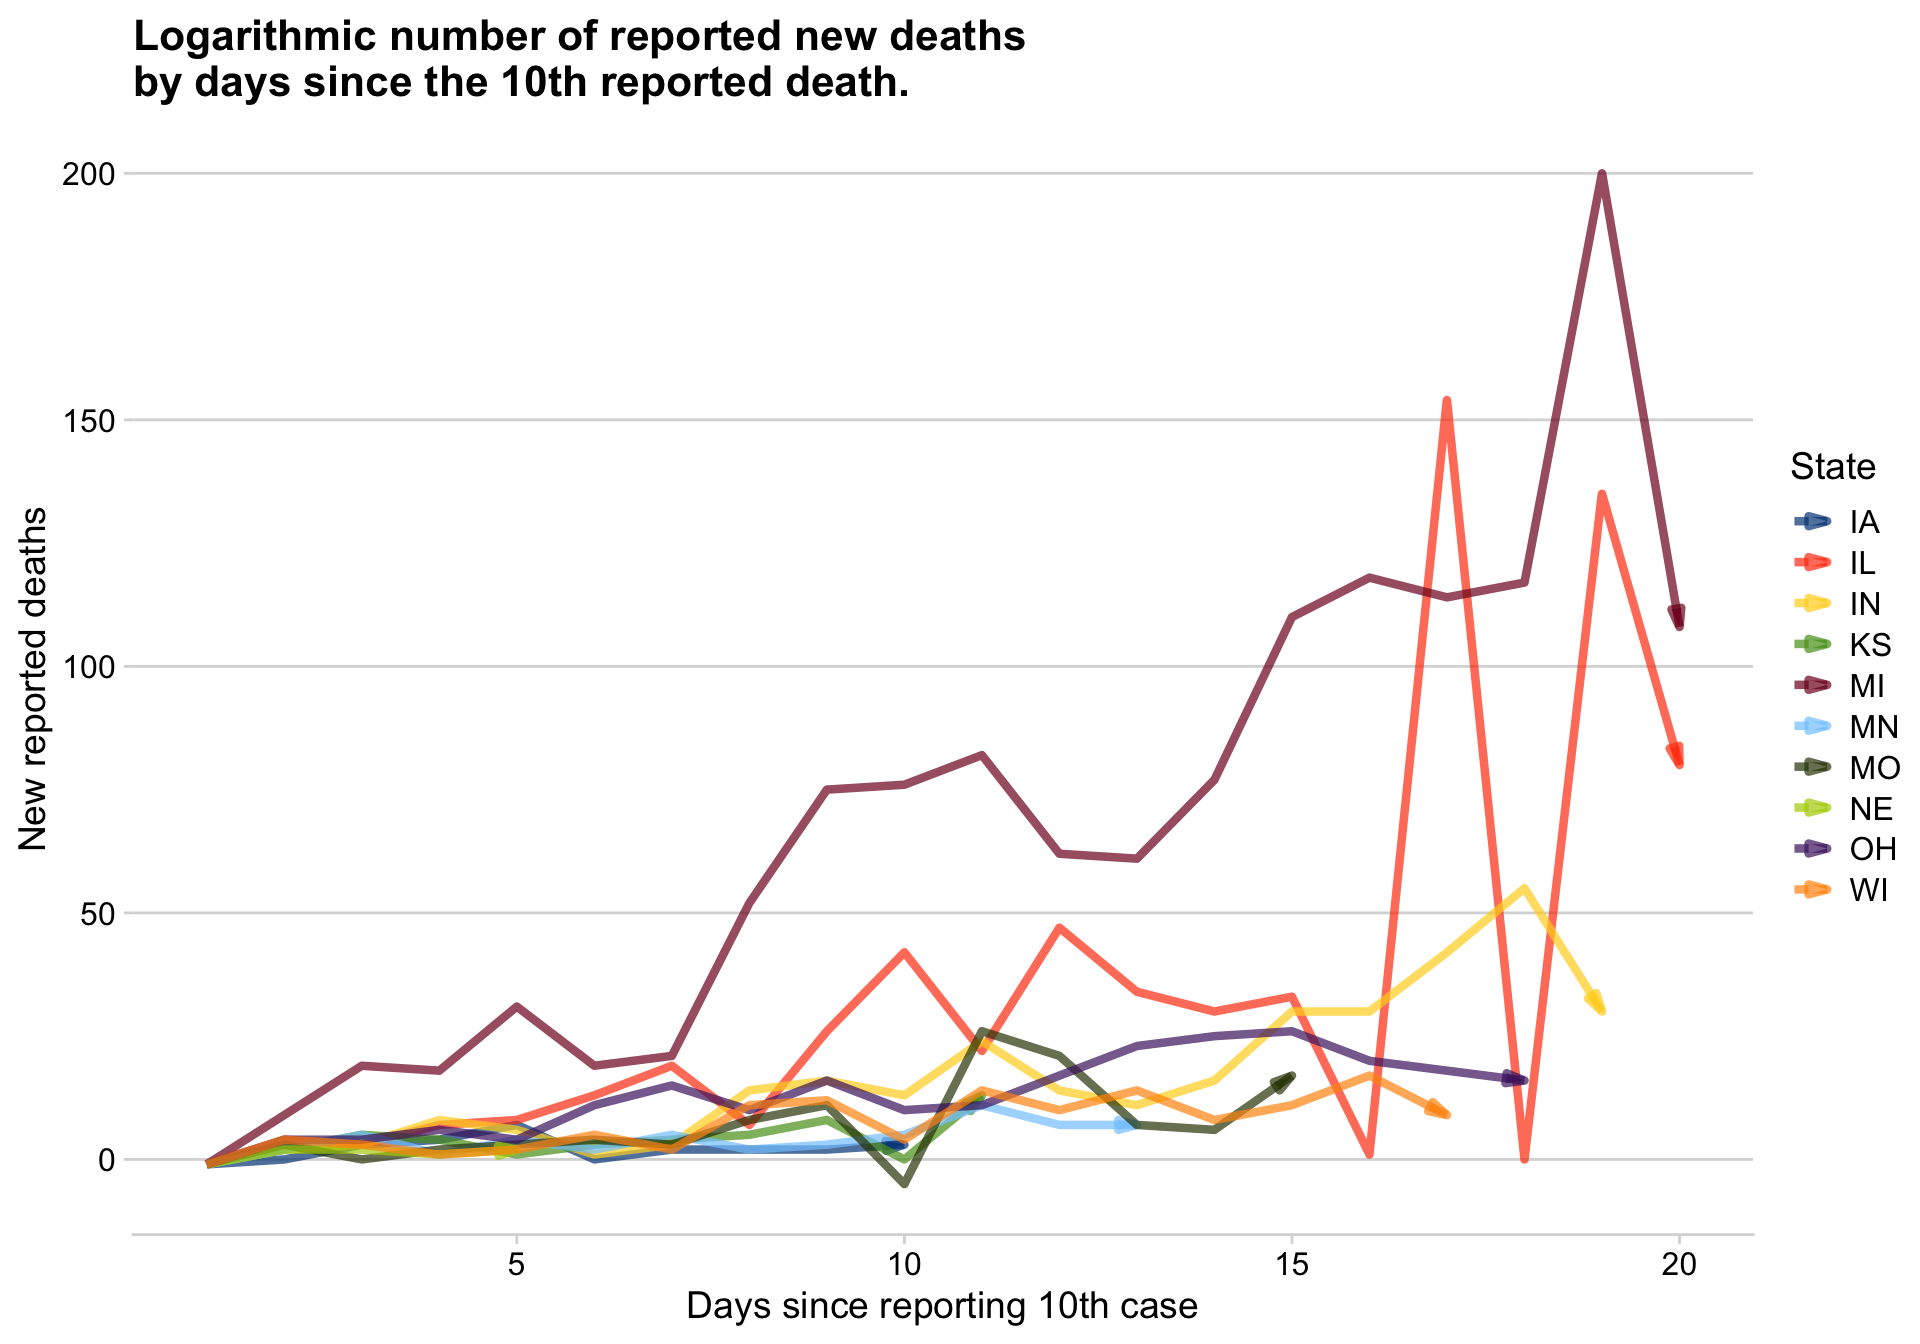 Logarithmic number of reported new deaths
by days since the 10th reported death.
200
150
100
50
0
New reported deaths
5
10
15
20
Days since reporting 10th case
State
IA
IL
IN
KS
MI
MN
MO
NE
OH
WI